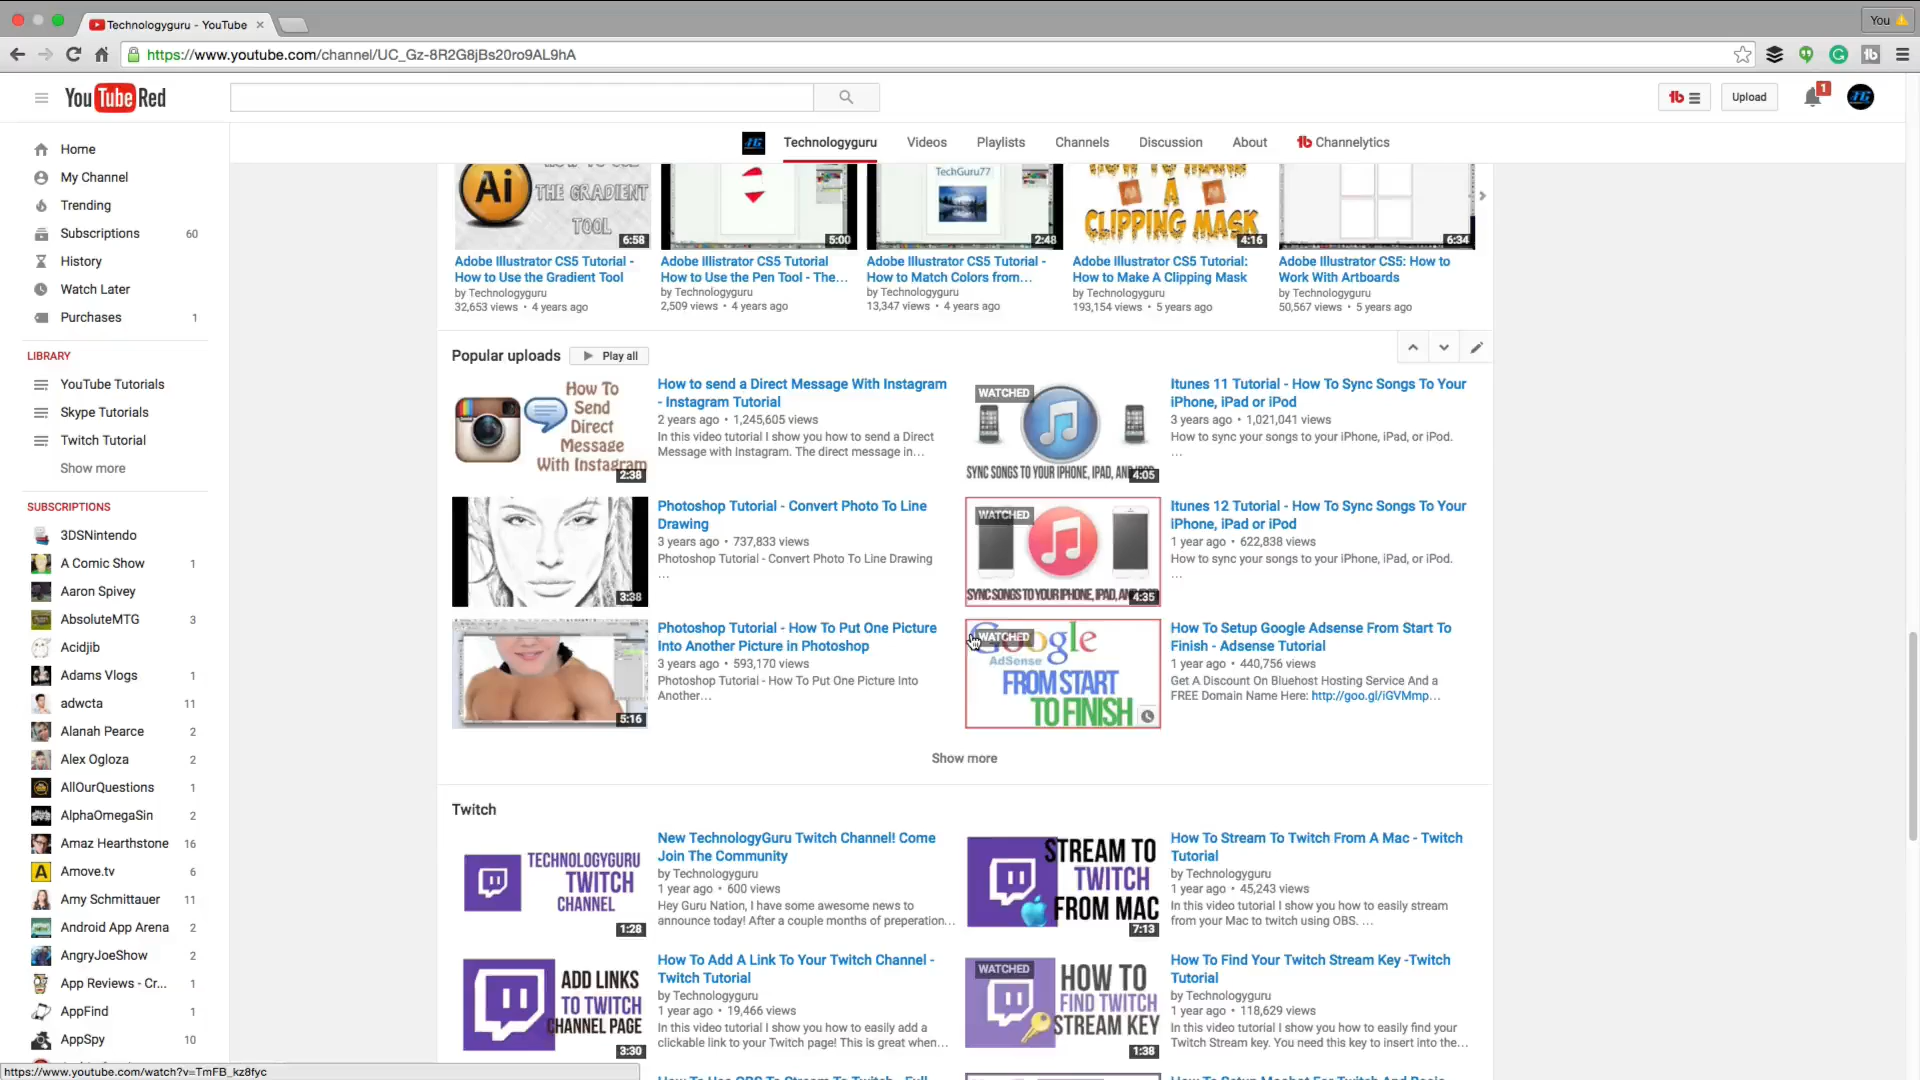 Technologyguru - YouTube
You
https://www.youtube.com/channel/UC_Gz-8R2G8jBs20ro9AL9hA
YouTube Red
Upload
1
Technologyguru
Videos
Playlists
Channels
Discussion
About
Channelytics
Home
My Channel
Trending
Subscriptions 60
History
Watch Later
Purchases 1
LIBRARY
YouTube Tutorials
Skype Tutorials
Twitch Tutorial
Show more
SUBSCRIPTIONS
3DSNintendo
A Comic Show 1
Aaron Spivey
AbsoluteMTG 3
Acidjib
Adams Vlogs 1
adwcta 11
Alanah Pearce 2
Alex Ogloza 2
AllOurQuestions 1
AlphaOmegaSin 2
Amaz Hearthstone 16
Amove.tv 6
Amy Schmittauer 11
Android App Arena 2
AngryJoeShow 2
App Reviews - Cr... 1
AppFind 1
AppSpy 10
Ai
THE GRADIENT
TOOL
6:58
Adobe Illustrator CS5 Tutorial -
How to Use the Gradient Tool
by Technologyguru
32,653 views • 4 years ago
5:00
Adobe Illistrator CS5 Tutorial
How to Use the Pen Tool - The...
by Technologyguru
2,509 views • 4 years ago
TechGuru77
2:48
Adobe Illustrator CS5 Tutorial -
How to Match Colors from...
by Technologyguru
13,347 views • 4 years ago
HOW TO MAKE
A
CLIPPING MASK
4:16
Adobe Illustrator CS5 Tutorial:
How to Make A Clipping Mask
by Technologyguru
193,154 views • 5 years ago
6:34
Adobe Illustrator CS5: How to
Work With Artboards
by Technologyguru
50,567 views • 5 years ago
Popular uploads
Play all
How To
Send
Direct
Message
With Instagram
2:38
How to send a Direct Message With Instagram
- Instagram Tutorial
2 years ago • 1,245,605 views
In this video tutorial I show you how to send a Direct
Message with Instagram. The direct message in...
WATCHED
SYNC SONGS TO YOUR IPHONE, IPAD, AND IPOD
4:05
Itunes 11 Tutorial - How To Sync Songs To Your
iPhone, iPad or iPod
3 years ago • 1,021,041 views
How to sync your songs to your iPhone, iPad, or iPod.
...
3:38
Photoshop Tutorial - Convert Photo To Line
Drawing
3 years ago • 737,833 views
Photoshop Tutorial - Convert Photo To Line Drawing
...
WATCHED
SYNC SONGS TO YOUR IPHONE, IPAD, AND
4:35
Itunes 12 Tutorial - How To Sync Songs To Your
iPhone, iPad or iPod
1 year ago • 622,838 views
How to sync your songs to your iPhone, iPad, or iPod.
...
5:16
Photoshop Tutorial - How To Put One Picture
Into Another Picture in Photoshop
3 years ago • 593,170 views
Photoshop Tutorial - How To Put One Picture Into
Another...
WATCHED
Google
AdSense
FROM START
TO FINISH
How To Setup Google Adsense From Start To
Finish - Adsense Tutorial
1 year ago • 440,756 views
Get A Discount On Bluehost Hosting Service And a
FREE Domain Name Here: http://goo.gl/iGVMmp...
Show more
Twitch
TECHNOLOGYGURU
TWITCH
CHANNEL
1:28
New TechnologyGuru Twitch Channel! Come
Join The Community
by Technologyguru
1 year ago • 600 views
Hey Guru Nation, I have some awesome news to
announce today! After a couple months of preperation...
STREAM TO
TWITCH
FROM MAC
7:13
How To Stream To Twitch From A Mac - Twitch
Tutorial
by Technologyguru
1 year ago • 45,243 views
In this video tutorial I show you how to easily stream
from your Mac to twitch using OBS. ...
ADD LINKS
TO TWITCH
CHANNEL PAGE
3:30
How To Add A Link To Your Twitch Channel -
Twitch Tutorial
by Technologyguru
1 year ago • 19,466 views
In this video tutorial I show you how to easily add a
clickable link to your Twitch page! This is great when...
WATCHED
HOW TO
FIND TWITCH
STREAM KEY
1:38
How To Find Your Twitch Stream Key -Twitch
Tutorial
by Technologyguru
1 year ago • 118,629 views
In this video tutorial I show you how to easily find your
Twitch Stream key. You need this key to insert into the...
https://www.youtube.com/watch?v=TmFB_kz8fyc